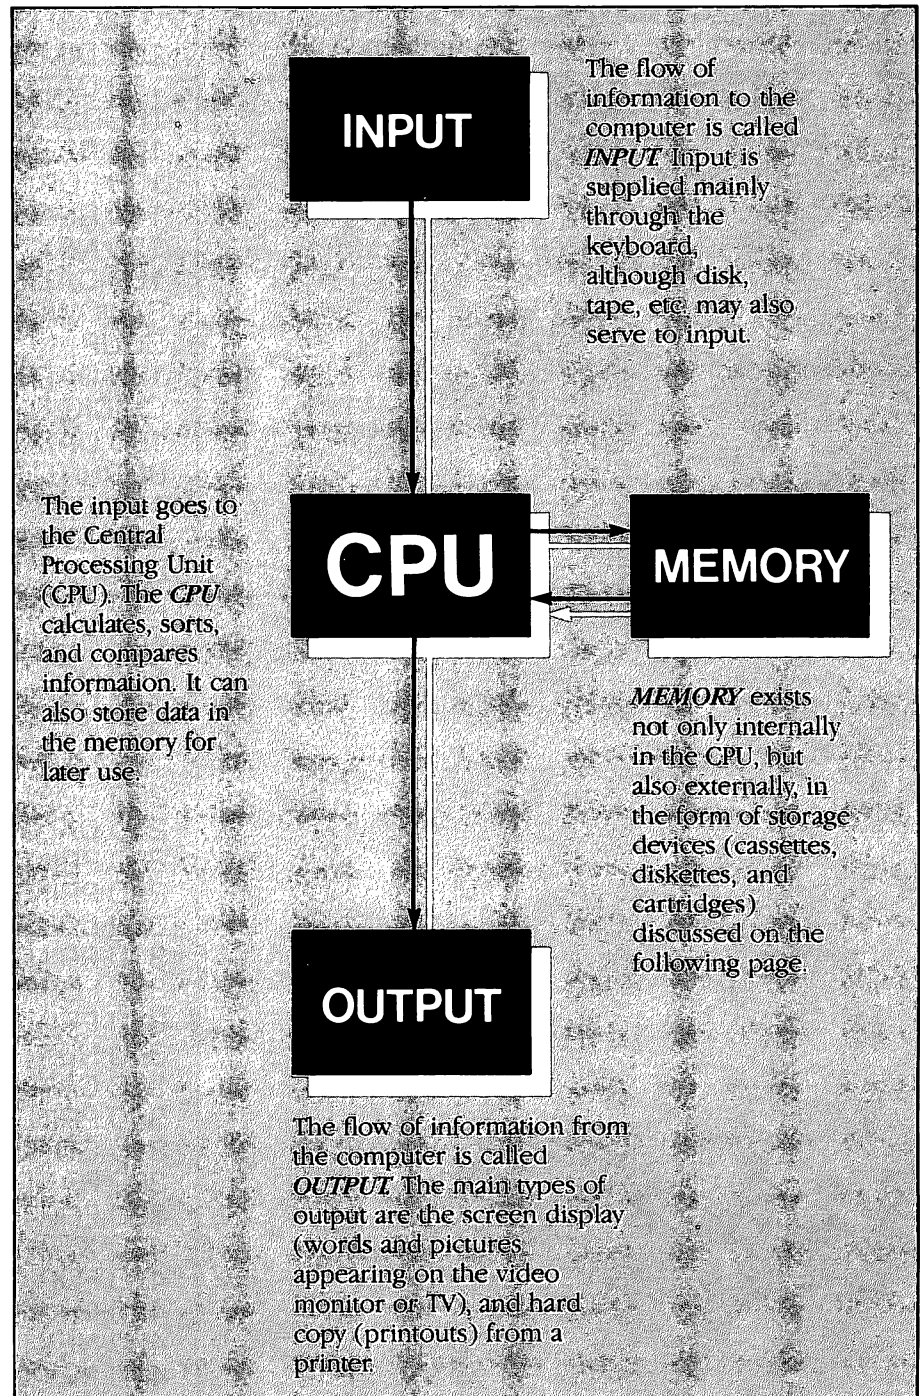 INPUT
The flow of
information to the
computer is called
INPUT. Input is
supplied mainly
through the
keyboard,
although disk,
tape, etc. may also
serve to input.
The input goes to
the Central
Processing Unit
(CPU). The CPU
calculates, sorts,
and compares
information. It can
also store data in
the memory for
later use.
CPU
MEMORY
MEMORY exists
not only internally
in the CPU, but
also externally, in
the form of storage
devices (cassettes,
diskettes, and
cartridges)
discussed on the
following page.
OUTPUT
The flow of information from
the computer is called
OUTPUT. The main types of
output are the screen display
(words and pictures
appearing on the video
monitor or TV), and hard
copy (printouts) from a
printer.